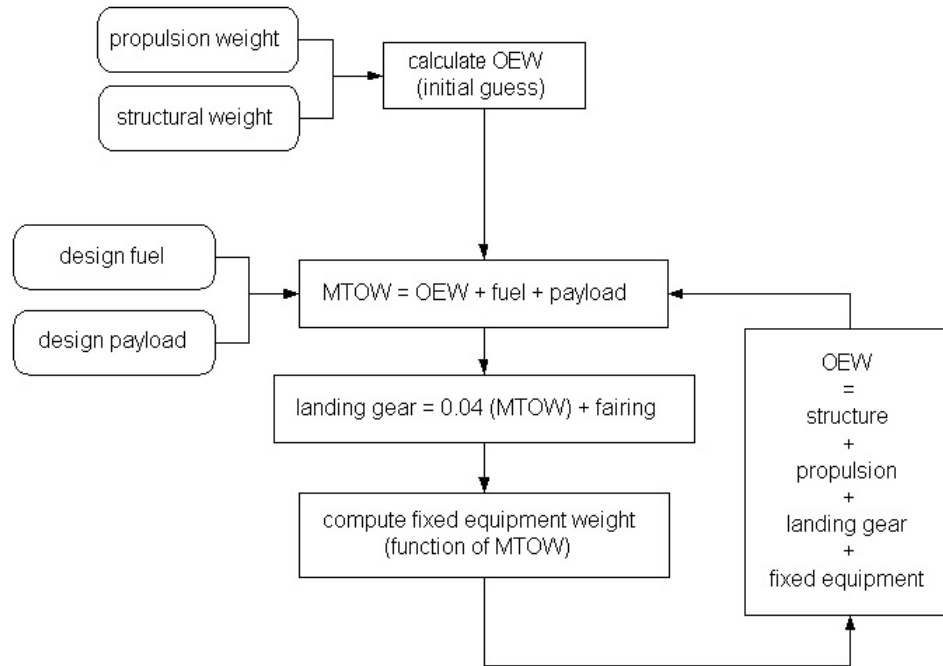 propulsion weight
structural weight
calculate OEW
(initial guess)
design fuel
design payload
MTOW = OEW + fuel + payload
landing gear = 0.04 (MTOW) + fairing
compute fixed equipment weight
(function of MTOW)
OEW
=
structure
+
propulsion
+
landing gear
+
fixed equipment